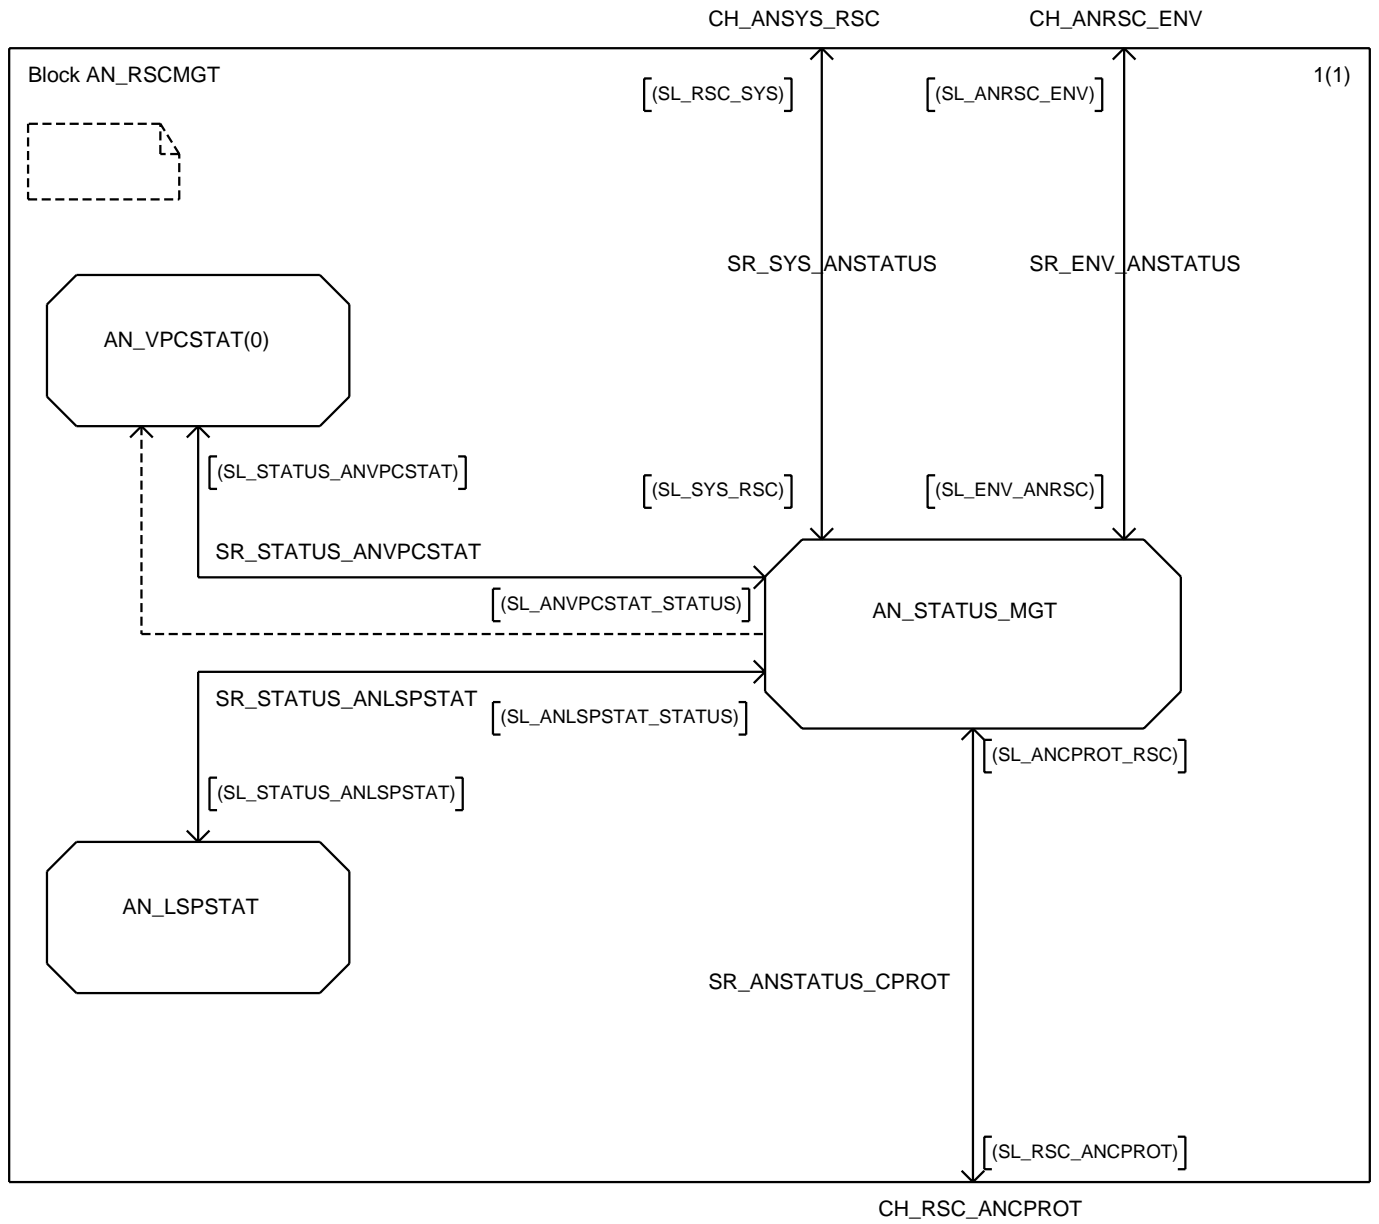 CH_ANSYS_RSC
CH_ANRSC_ENV
Block AN_RSCMGT
1(1)
(SL_RSC_SYS)
(SL_ANRSC_ENV)
SR_SYS_ANSTATUS
SR_ENV_ANSTATUS
AN_VPCSTAT(0)
(SL_STATUS_ANVPCSTAT)
(SL_SYS_RSC)
(SL_ENV_ANRSC)
SR_STATUS_ANVPCSTAT
(SL_ANVPCSTAT_STATUS)
AN_STATUS_MGT
SR_STATUS_ANLSPSTAT
(SL_ANLSPSTAT_STATUS)
(SL_ANCPROT_RSC)
(SL_STATUS_ANLSPSTAT)
AN_LSPSTAT
SR_ANSTATUS_CPROT
(SL_RSC_ANCPROT)
CH_RSC_ANCPROT